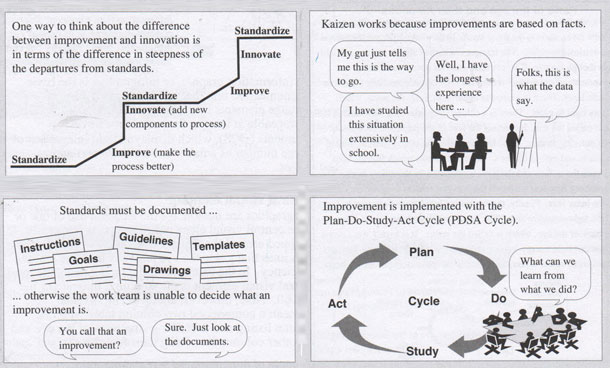 One way to think about the difference
between improvement and innovation is
in terms of the difference in steepness of
the departures from standards.
Standardize
Innovate
Improve
Standardize
Innovate (add new
components to process)
Standardize
Improve (make the
process better)
Kaizen works because improvements are based on facts.
My gut just tells
me this is the way
to go.
Well, I have
the longest
experience
here ...
Folks, this is
what the data
say.
I have studied
this situation
extensively in
school.
Standards must be documented ...
Instructions
Goals
Guidelines
Drawings
Templates
... otherwise the work team is unable to decide what an
improvement is.
You call that an
improvement?
Sure. Just look at
the documents.
Improvement is implemented with the
Plan-Do-Study-Act Cycle (PDSA Cycle).
Plan
What can we
learn from
what we did?
Act
Cycle
Do
Study